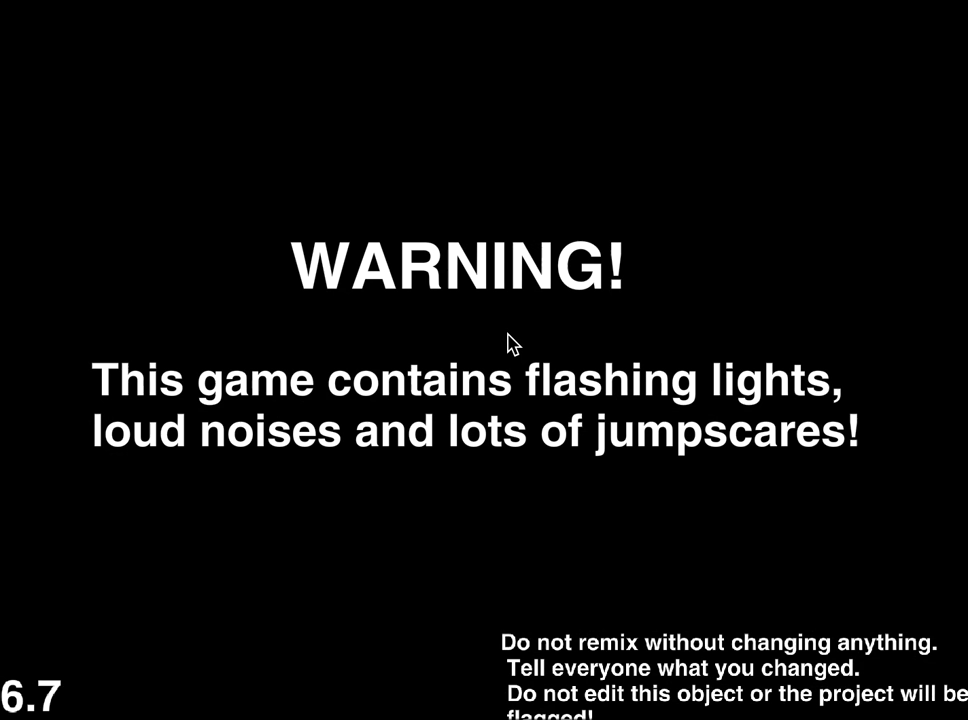 WARNING!
This game contains flashing lights,
loud noises and lots of jumpscares!
Do not remix without changing anything.
Tell everyone what you changed.
Do not edit this object or the project will be
flagged!
6.7